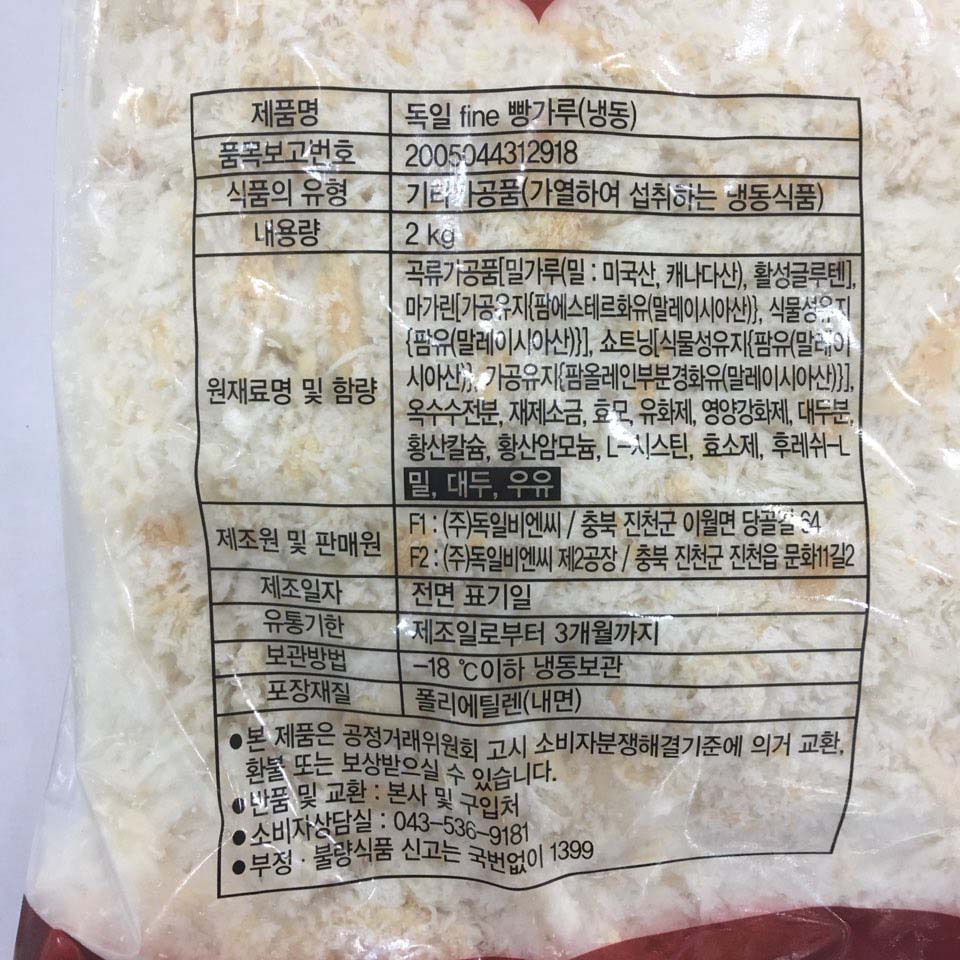 제품명 독일 fine 빵가루(냉동)
품목보고번호 2005044312918
식품의 유형 기타가공품(가열하여 섭취하는 냉동식품)
내용량 2 kg
원재료명 및 함량
곡류가공품[밀가루(밀 : 미국산, 캐나다산), 활성글루텐],
마가린[가공유지{팜에스테르화유(말레이시아산)}, 식물성유지
{팜유(말레이시아산)}], 쇼트닝[식물성유지{팜유(말레이
시아산)}, 가공유지{팜올레인부분경화유(말레이시아산)}],
옥수수전분, 재제소금, 효모, 유화제, 영양강화제, 대두분,
황산칼슘, 황산암모늄, L-시스틴, 효소제, 후레쉬-L
밀, 대두, 우유
제조원 및 판매원
F1 : (주)독일비엔씨 / 충북 진천군 이월면 당골길 64
F2 : (주)독일비엔씨 제2공장 / 충북 진천군 진천읍 문화11길2
제조일자 전면 표기일
유통기한 제조일로부터 3개월까지
보관방법 -18 ℃이하 냉동보관
포장재질 폴리에틸렌(내면)
●본 제품은 공정거래위원회 고시 소비자분쟁해결기준에 의거 교환,
환불 또는 보상받으실 수 있습니다.
●반품 및 교환 : 본사 및 구입처
●소비자상담실 : 043-536-9181
●부정 · 불량식품 신고는 국번없이 1399